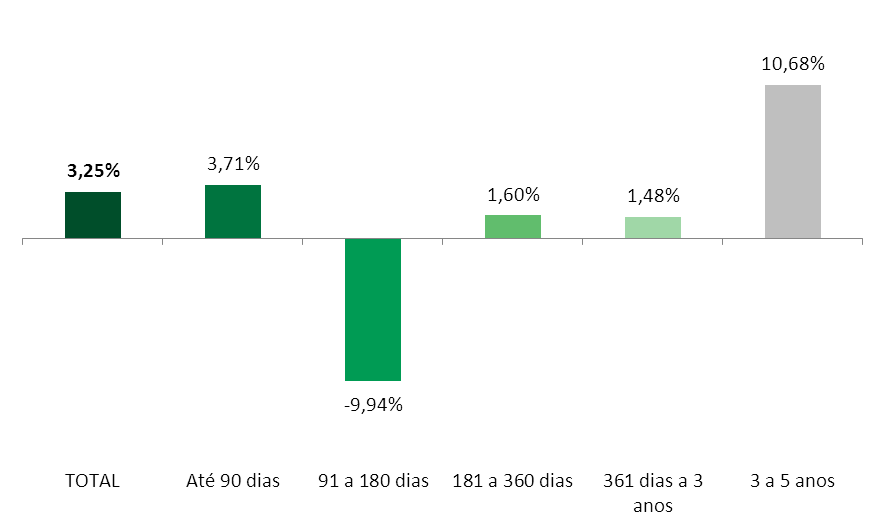 10,68%
3,25%
3,71%
1,60%
1,48%
-9,94%
TOTAL
Até 90 dias
91 a 180 dias
181 a 360 dias
361 dias a 3
anos
3 a 5 anos